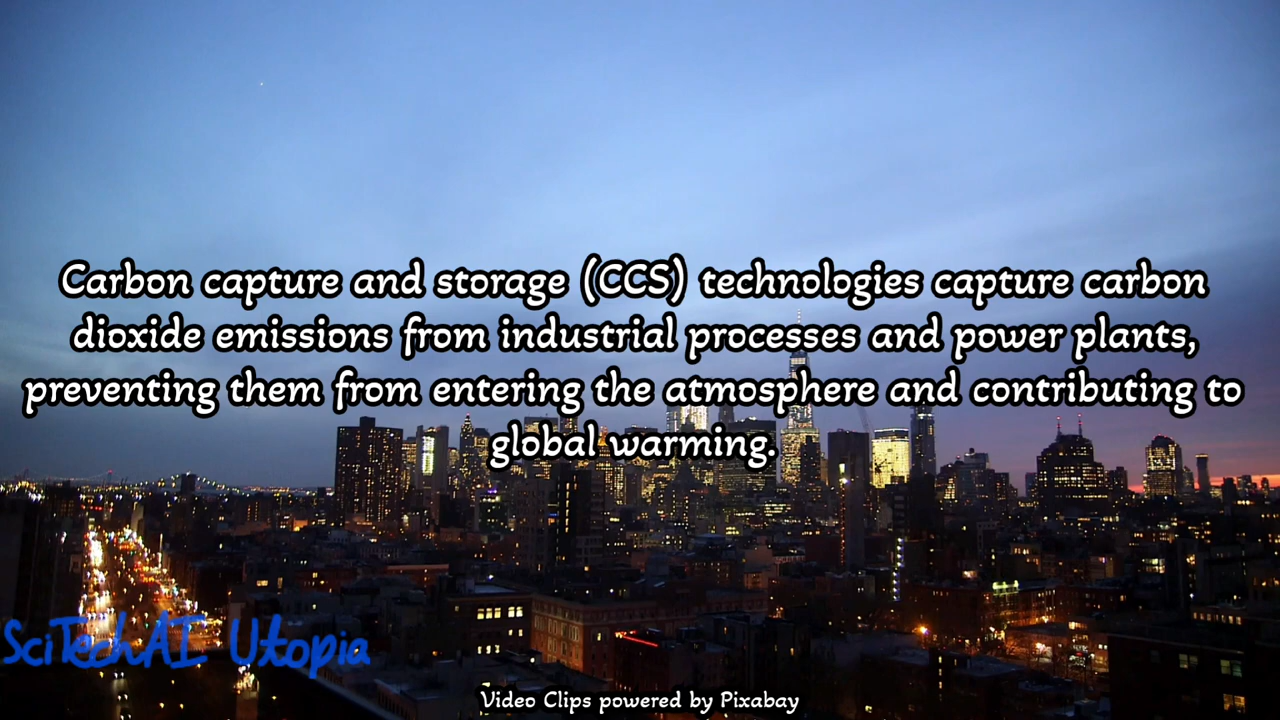 Carbon capture and storage (CCS) technologies capture carbon
dioxide emissions from industrial processes and power plants,
preventing them from entering the atmosphere and contributing to
global warming.
SciTechAI Utopia
Video Clips powered by Pixabay